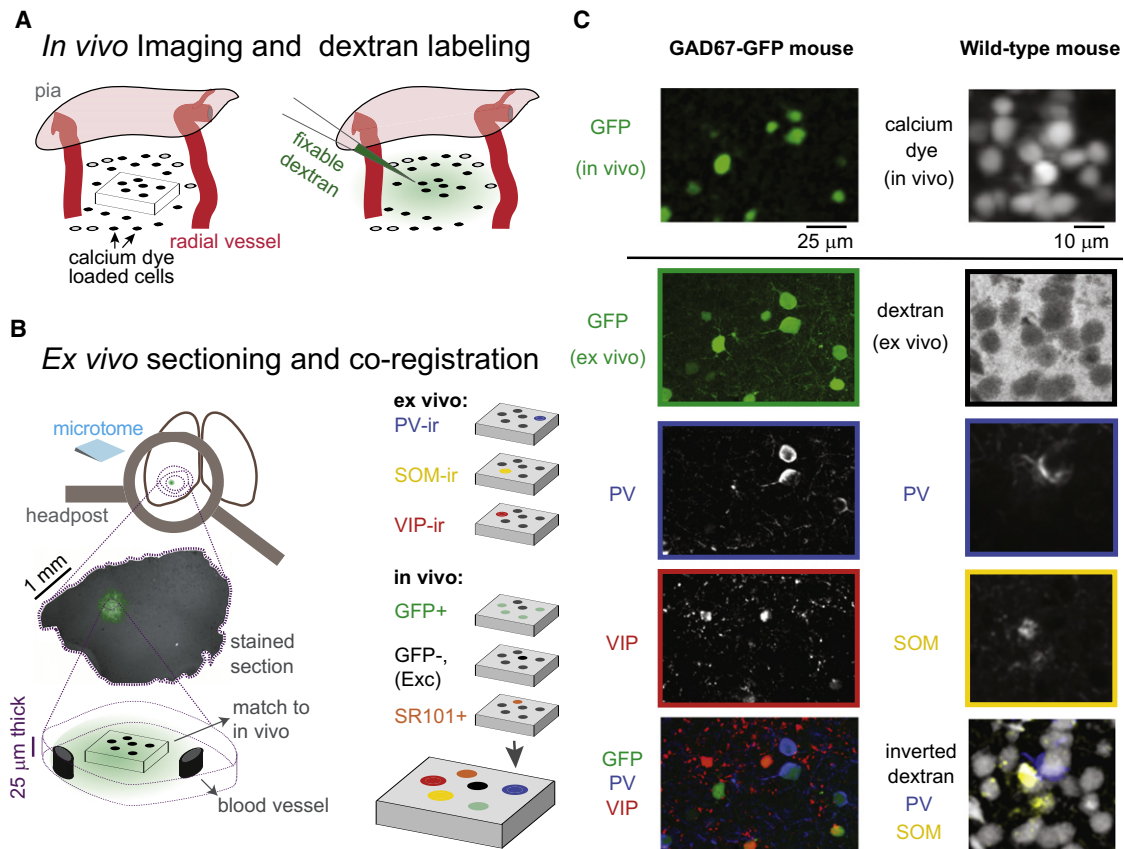 A
In vivo Imaging and dextran labeling
pia
fixable
dextran
radial vessel
calcium dye
loaded cells
B
Ex vivo sectioning and co-registration
microtome
headpost
1 mm
stained
section
25 µm thick
match to
in vivo
blood vessel
ex vivo:
PV-ir
SOM-ir
VIP-ir
in vivo:
GFP+
GFP-,
(Exc)
SR101+
C
GAD67-GFP mouse
Wild-type mouse
GFP
(in vivo)
calcium
dye
(in vivo)
25 µm
10 µm
GFP
(ex vivo)
dextran
(ex vivo)
PV
PV
VIP
SOM
GFP
PV
VIP
inverted
dextran
PV
SOM